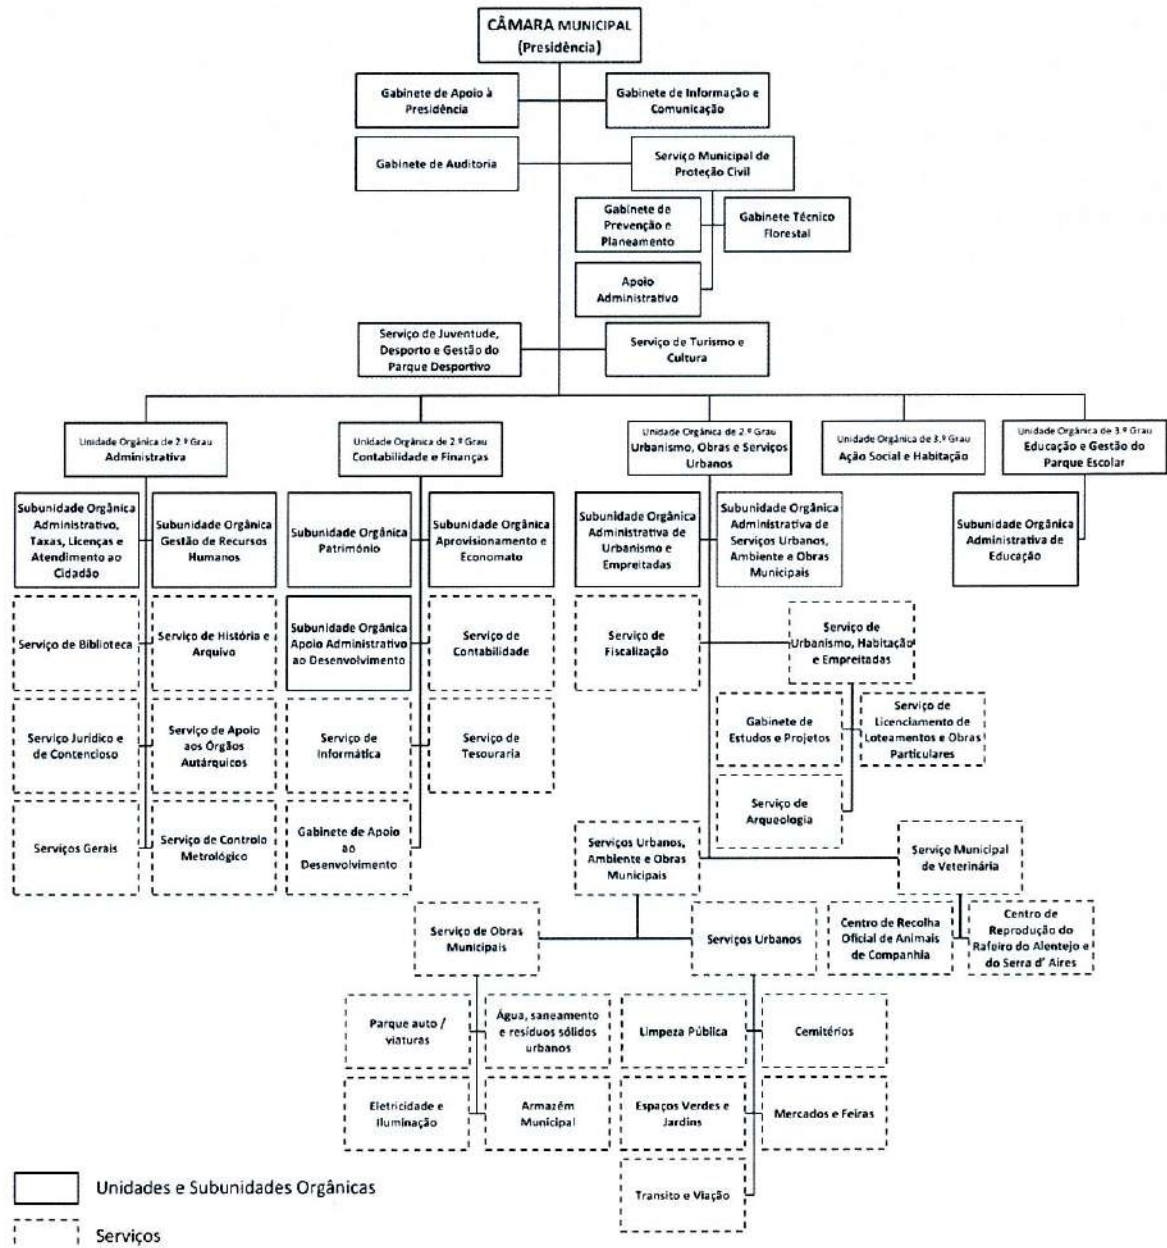 CÂMARA MUNICIPAL
(Presidência)
Gabinete de Apoio à
Presidência
Gabinete de Informação e
Comunicação
Gabinete de Auditoria
Serviço Municipal de
Proteção Civil
Gabinete de
Prevenção e
Planeamento
Gabinete Técnico
Florestal
Apoio
Administrativo
Serviço de Juventude,
Desporto e Gestão do
Parque Desportivo
Serviço de Turismo e
Cultura
Unidade Orgânica de 2.º Grau
Administrativa
Unidade Orgânica de 2.º Grau
Contabilidade e Finanças
Unidade Orgânica de 2.º Grau
Urbanismo, Obras e Serviços
Urbanos
Unidade Orgânica de 3.º Grau
Ação Social e Habitação
Unidade Orgânica de 3.º Grau
Educação e Gestão do
Parque Escolar
Subunidade Orgânica
Administrativo,
Taxas, Licenças e
Atendimento ao
Cidadão
Subunidade Orgânica
Gestão de Recursos
Humanos
Subunidade Orgânica
Património
Subunidade Orgânica
Aprovisionamento e
Economato
Subunidade Orgânica
Administrativa de
Urbanismo e
Empreitadas
Subunidade Orgânica
Administrativa de
Serviços Urbanos,
Ambiente e Obras
Municipais
Subunidade Orgânica
Administrativa de
Educação
Serviço de Biblioteca
Serviço de História e
Arquivo
Subunidade Orgânica
Apoio Administrativo
ao Desenvolvimento
Serviço de
Contabilidade
Serviço de
Fiscalização
Serviço de
Urbanismo, Habitação
e Empreitadas
Serviço Jurídico e
de Contencioso
Serviço de Apoio
aos Órgãos
Autárquicos
Serviço de
Informática
Serviço de
Tesouraria
Gabinete de
Estudos e Projetos
Serviço de
Licenciamento de
Loteamentos e Obras
Particulares
Serviços Gerais
Serviço de Controlo
Metrológico
Gabinete de Apoio
ao
Desenvolvimento
Serviço de
Arqueologia
Serviços Urbanos,
Ambiente e Obras
Municipais
Serviço Municipal
de Veterinária
Serviço de Obras
Municipais
Serviços Urbanos
Centro de Recolha
Oficial de Animais
de Companhia
Centro de
Reprodução do
Rafeiro do Alentejo e
do Serra d' Aires
Parque auto /
viaturas
Água, saneamento
e resíduos sólidos
urbanos
Limpeza Pública
Cemitérios
Eletricidade e
Iluminação
Armazém
Municipal
Espaços Verdes e
Jardins
Mercados e Feiras
Transito e Viação
Unidades e Subunidades Orgânicas
Serviços